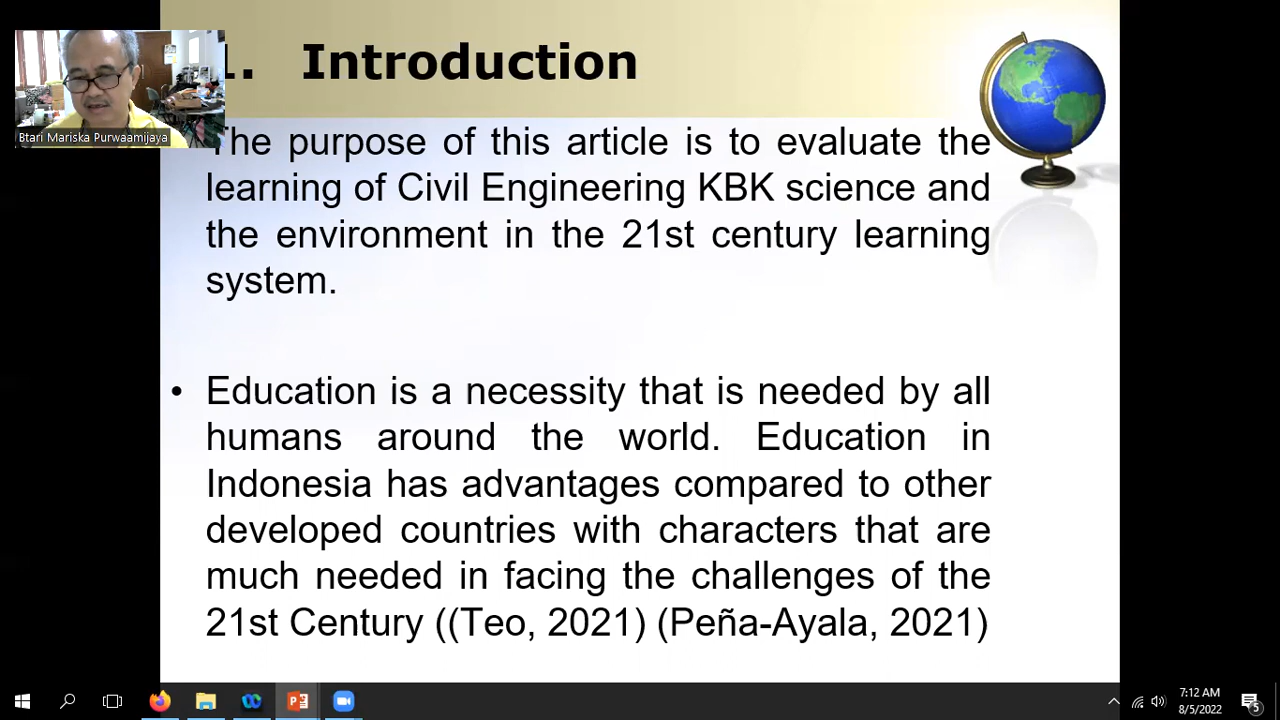 1. Introduction
Btari Mariska Purwaamijaya
The purpose of this article is to evaluate the
learning of Civil Engineering KBK science and
the environment in the 21st century learning
system.
• Education is a necessity that is needed by all
humans around the world. Education in
Indonesia has advantages compared to other
developed countries with characters that are
much needed in facing the challenges of the
21st Century ((Teo, 2021) (Peña-Ayala, 2021)
7:12 AM
8/5/2022
5